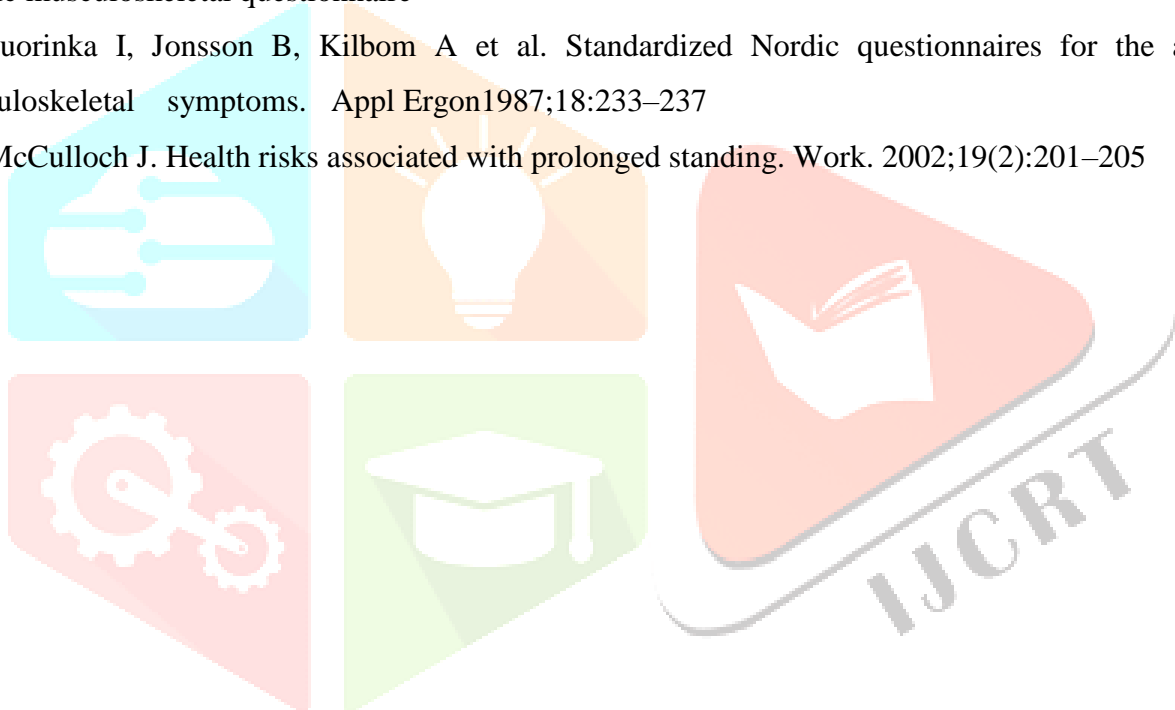 musculoskeletal questionnaire
uorinka I, Jonsson B, Kilbom A et al. Standardized Nordic questionnaires for the a
uloskeletal symptoms. Appl Ergon1987;18:233–237
McCulloch J. Health risks associated with prolonged standing. Work. 2002;19(2):201–205
IJCRT